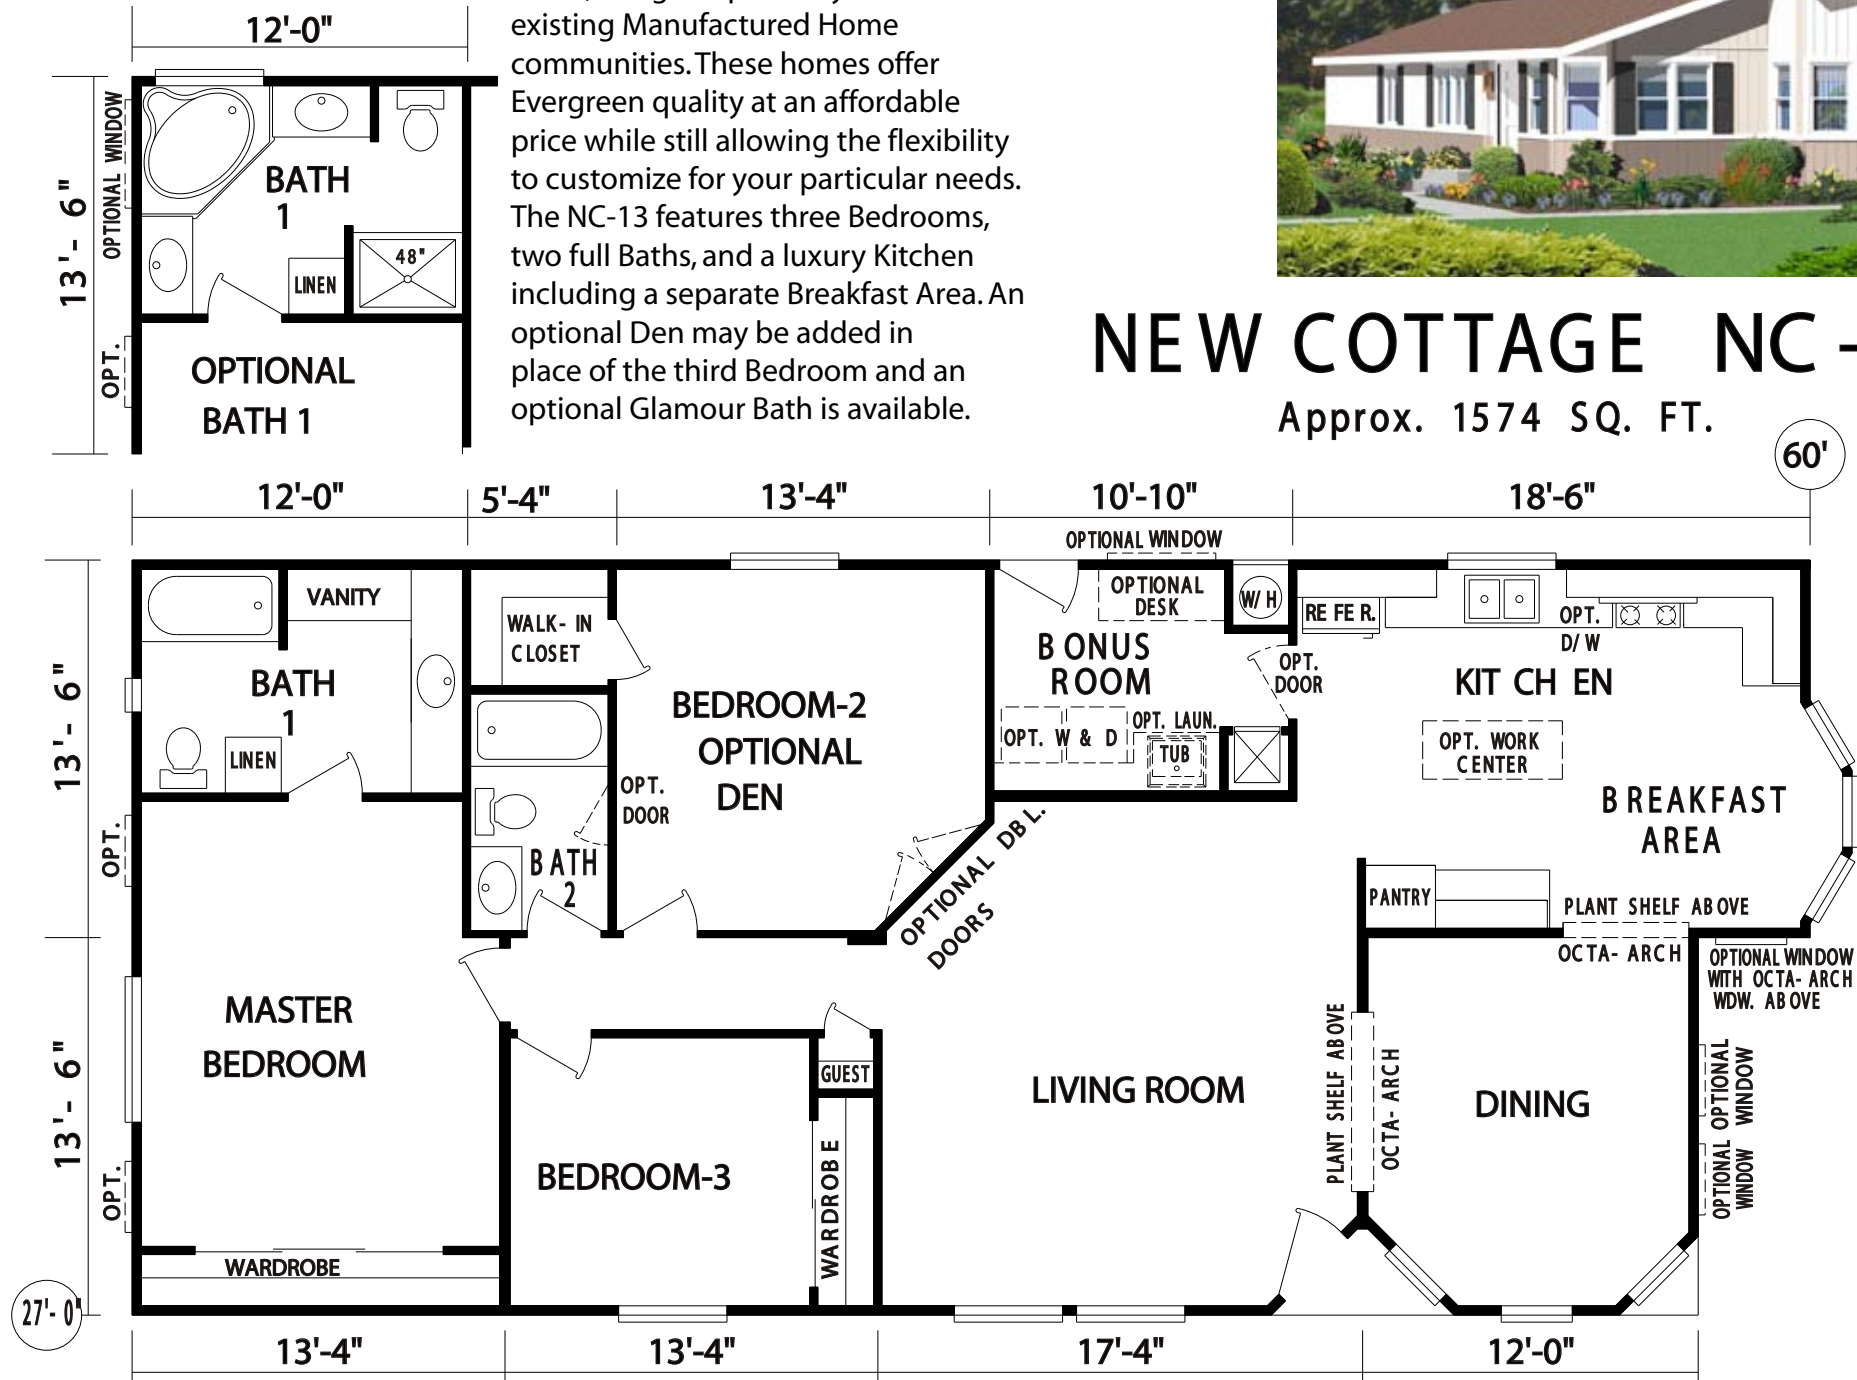 12'-0"
existing Manufactured Home
communities. These homes offer
Evergreen quality at an affordable
price while still allowing the flexibility
to customize for your particular needs.
The NC-13 features three Bedrooms,
two full Baths, and a luxury Kitchen
including a separate Breakfast Area. An
optional Den may be added in
place of the third Bedroom and an
optional Glamour Bath is available.
OPTIONAL WINDOW
13'- 6"
BATH
1
48"
LINEN
OPT.
OPTIONAL
BATH 1
NEW COTTAGE NC -
Approx. 1574 SQ. FT.
60'
12'-0"
5'-4"
13'-4"
10'-10"
18'-6"
OPTIONAL WINDOW
VANITY
BATH
1
LINEN
13'- 6"
OPT.
WALK- IN
CLOSET
BEDROOM-2
OPTIONAL
DEN
OPT.
DOOR
BATH
2
OPTIONAL
DESK
W/ H
BONUS
ROOM
OPT.
DOOR
OPT. W & D
OPT. LAUN.
TUB
OPTIONAL DBL.
DOORS
REFER.
OPT.
D/ W
KITCHEN
OPT. WORK
CENTER
BREAKFAST
AREA
PANTRY
PLANT SHELF ABOVE
OCTA- ARCH
OPTIONAL WINDOW
WITH OCTA- ARCH
WDW. ABOVE
MASTER
BEDROOM
13'- 6"
OPT.
WARDROBE
GUEST
BEDROOM-3
WARDROBE
LIVING ROOM
PLANT SHELF ABOVE
OCTA- ARCH
DINING
OPTIONAL
WINDOW
OPTIONAL
WINDOW
27'- 0"
13'-4"
13'-4"
17'-4"
12'-0"